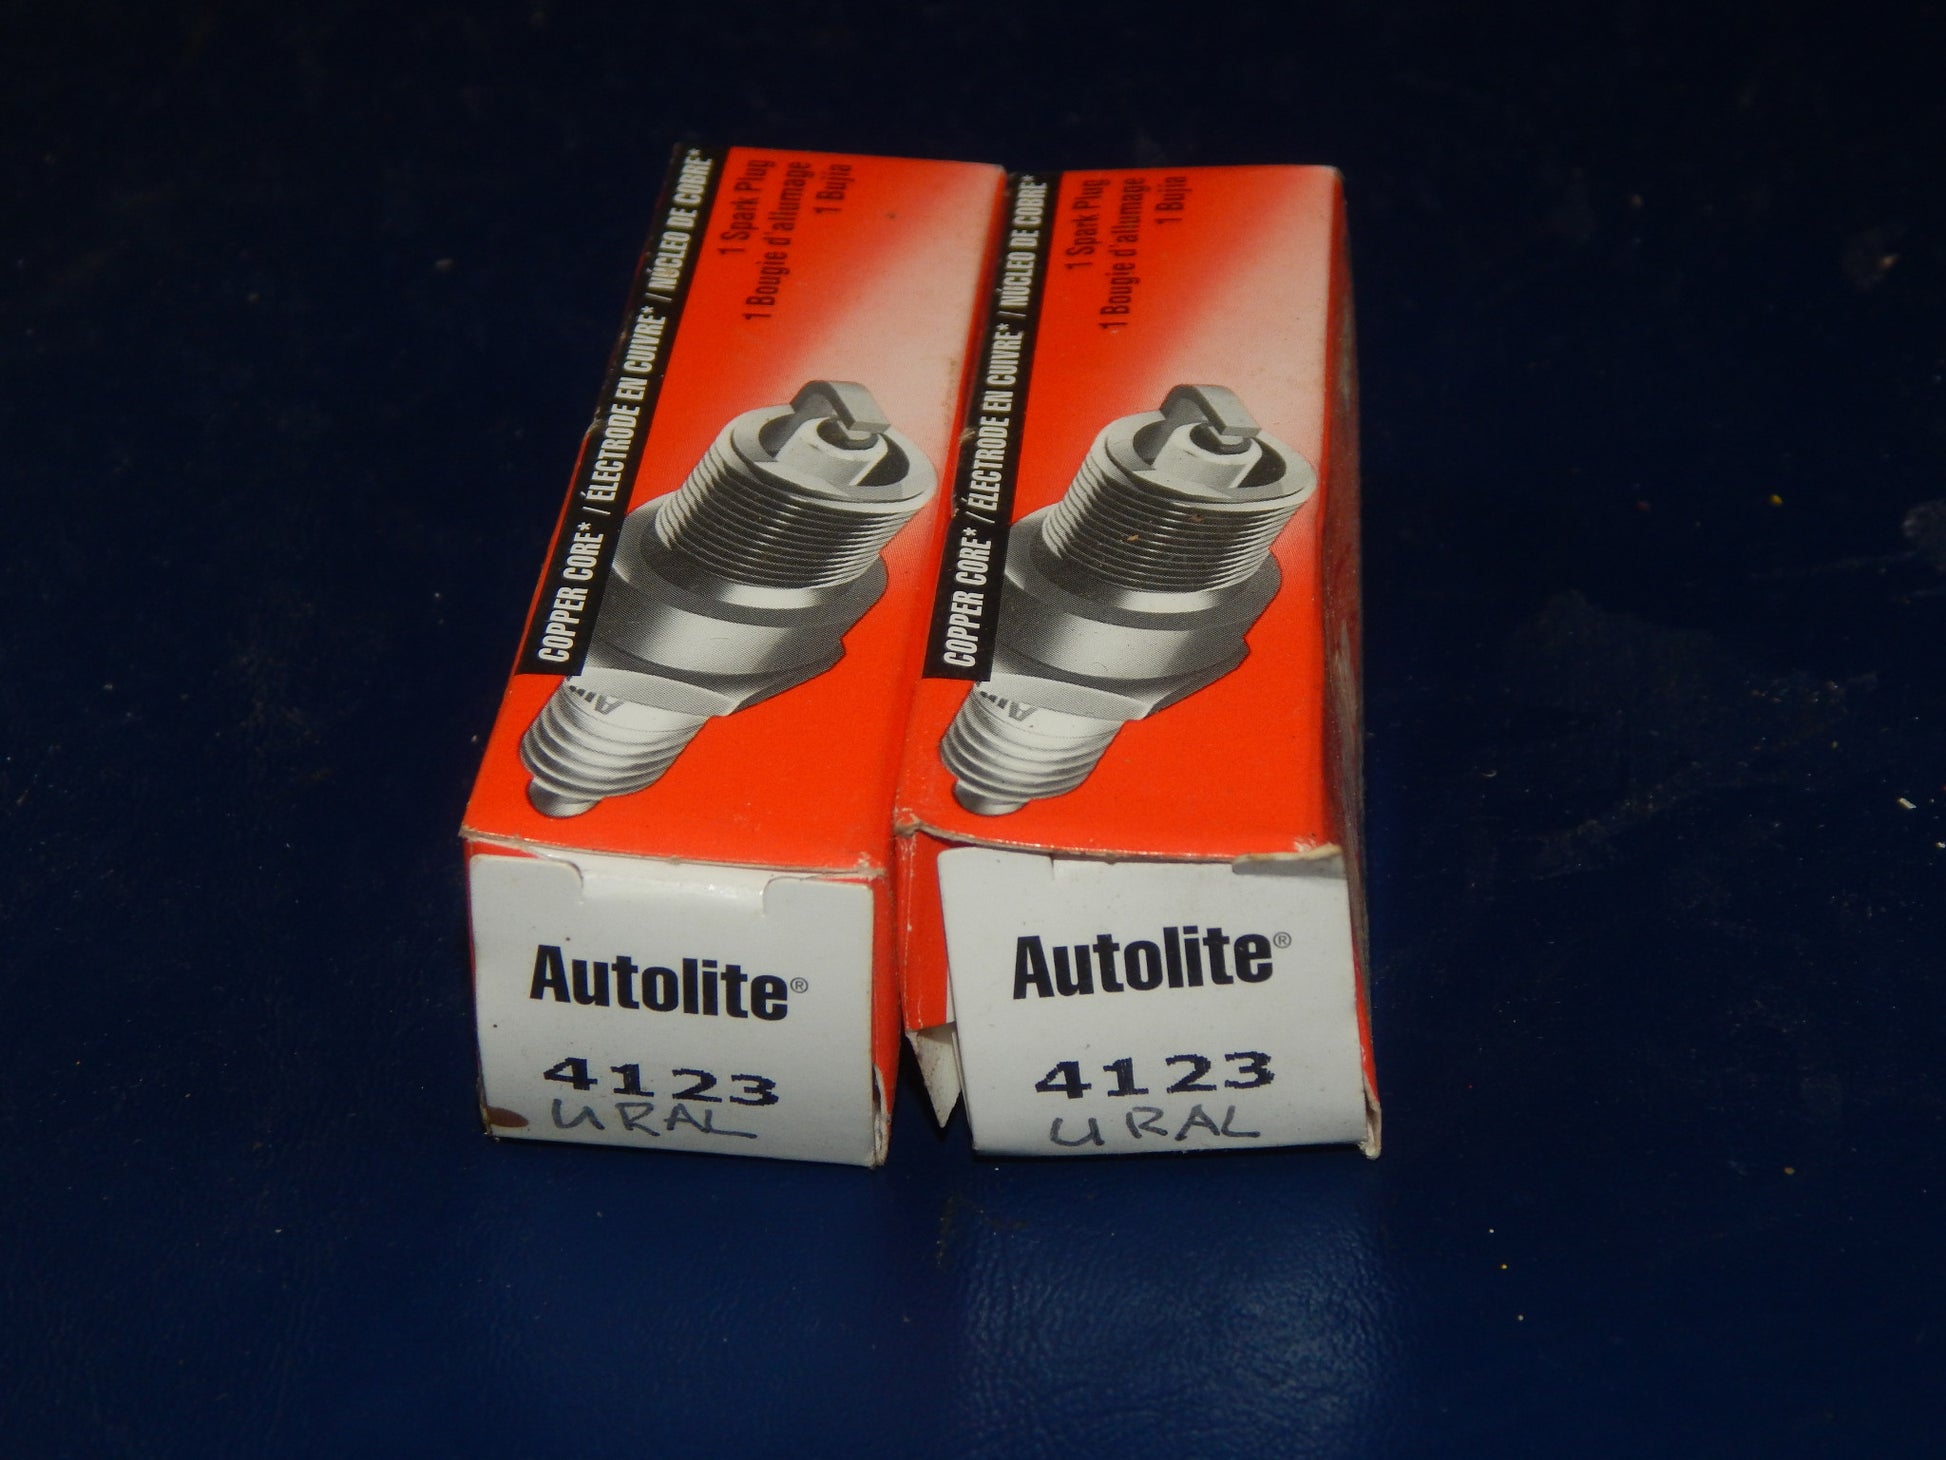 COPPER CORE* / ÉLECTRODE EN CUIVRE* / NÚCLEO DE COBRE*
1 Spark Plug
1 Bougie d'allumage
1 Bujía
Autolite®
4123
URAL
COPPER CORE* / ÉLECTRODE EN CUIVRE* / NÚCLEO DE COBRE*
1 Spark Plug
1 Bougie d'allumage
1 Bujía
Autolite®
4123
URAL